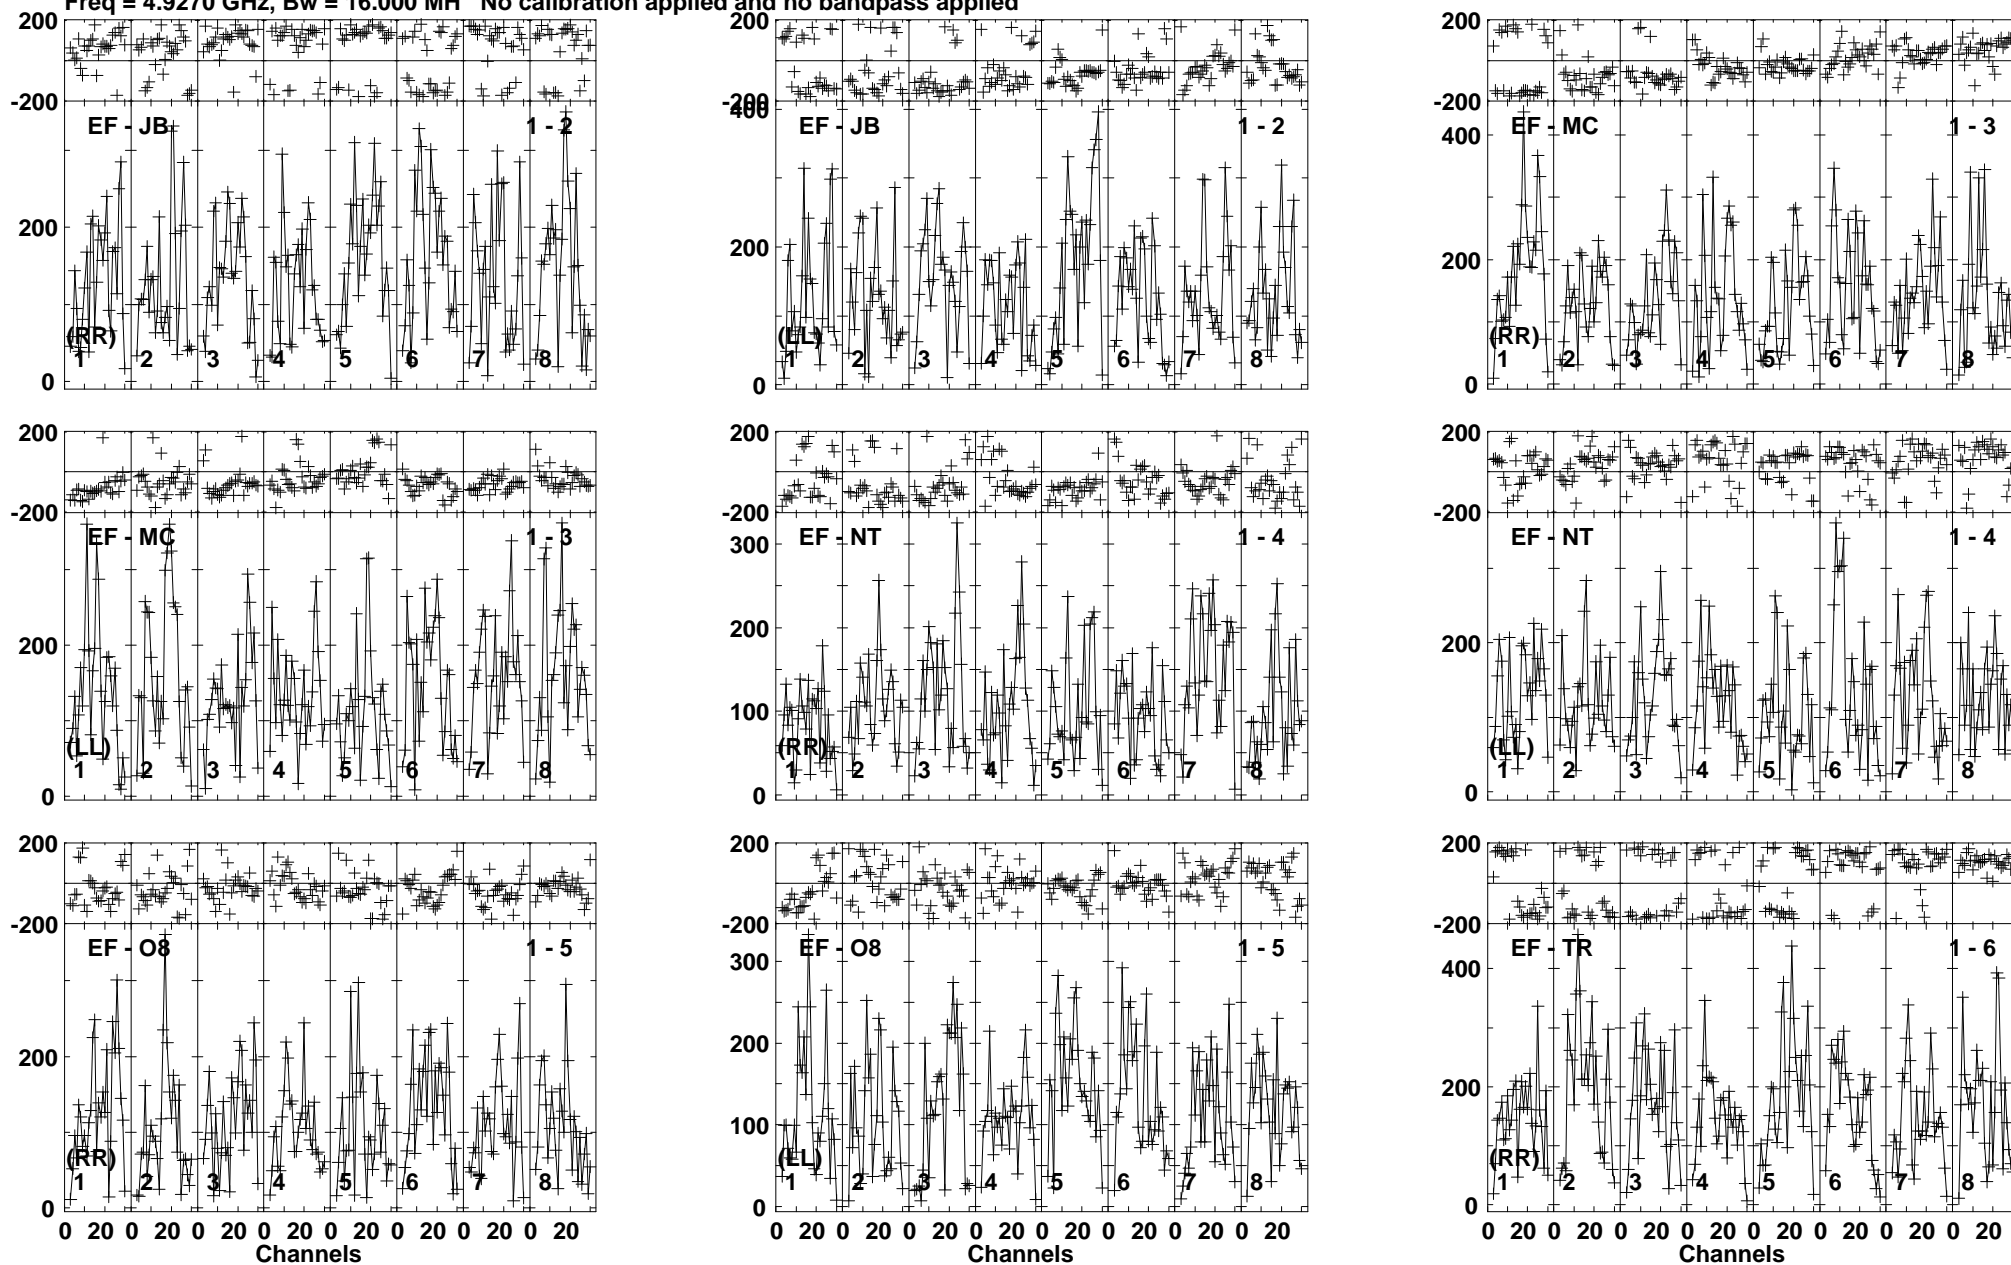 Freq = 4.9270 GHz, Bw = 16.000 MH No calibration applied and no bandpass applied
200 200 200
-200 -200 -200
EF - JB 1 - 2 400 EF - JB 1 - 2 EF - MC 1 - 3
400
200 200 200
(RR) (LL) (RR)
1 2 3 4 5 6 7 8 1 2 3 4 5 6 7 8 1 2 3 4 5 6 7 8
0 0 0
200 200 200
-200 -200 -200
EF - MC 1 - 3 300 EF - NT 1 - 4 EF - NT 1 - 4
200 200 200
100
(LL) (RR) (LL)
1 2 3 4 5 6 7 8 1 2 3 4 5 6 7 8 1 2 3 4 5 6 7 8
0 0 0
200 200 200
-200 -200 -200
EF - O8 1 - 5 300 EF - O8 1 - 5 400 EF - TR 1 - 6
200 200 200
100
(RR) (LL) (RR)
1 2 3 4 5 6 7 8 1 2 3 4 5 6 7 8 1 2 3 4 5 6 7 8
0 0 0
0 20 0 20 0 20 0 20 0 20 0 20 0 20 0 20 0 20 0 20 0 20 0 20 0 20 0 20 0 20 0 20 0 20 0 20 0 20 0 20 0 20 0 20 0 20 0 20
Channels Channels Channels